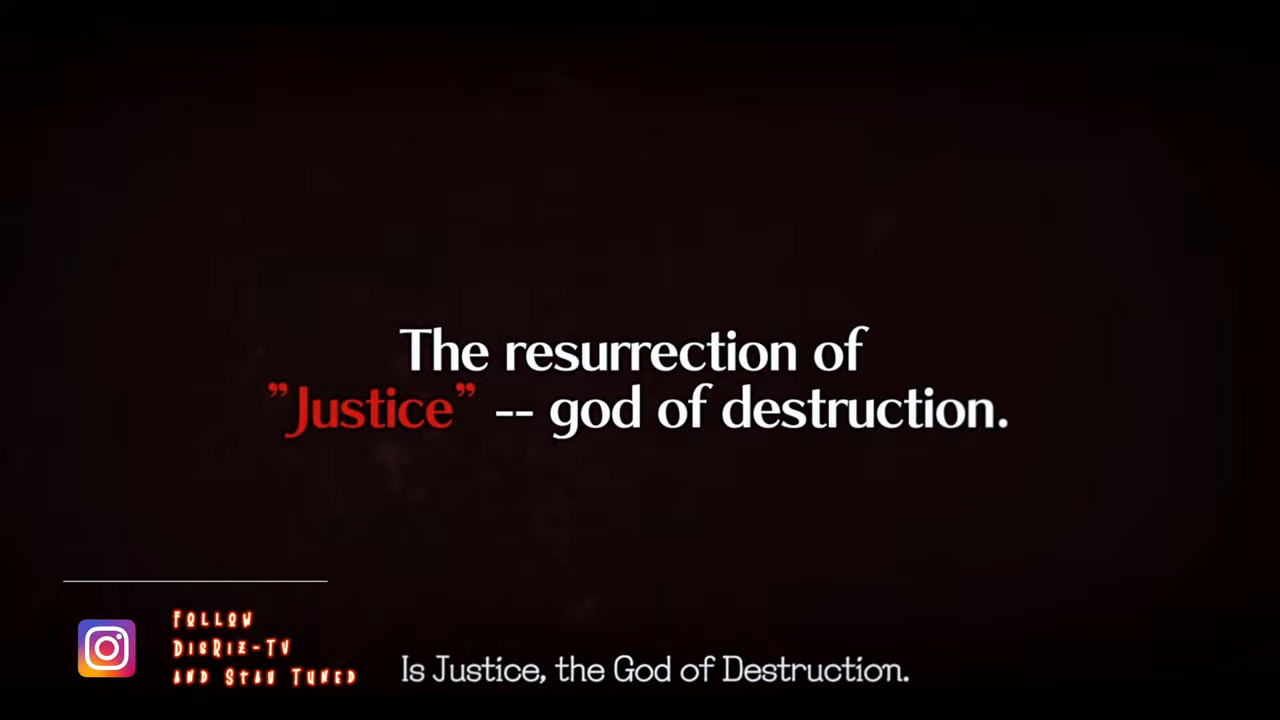 The resurrection of
”Justice” -- god of destruction.
Follow
DisRiz-TV
and Stay Tuned
Is Justice, the God of Destruction.